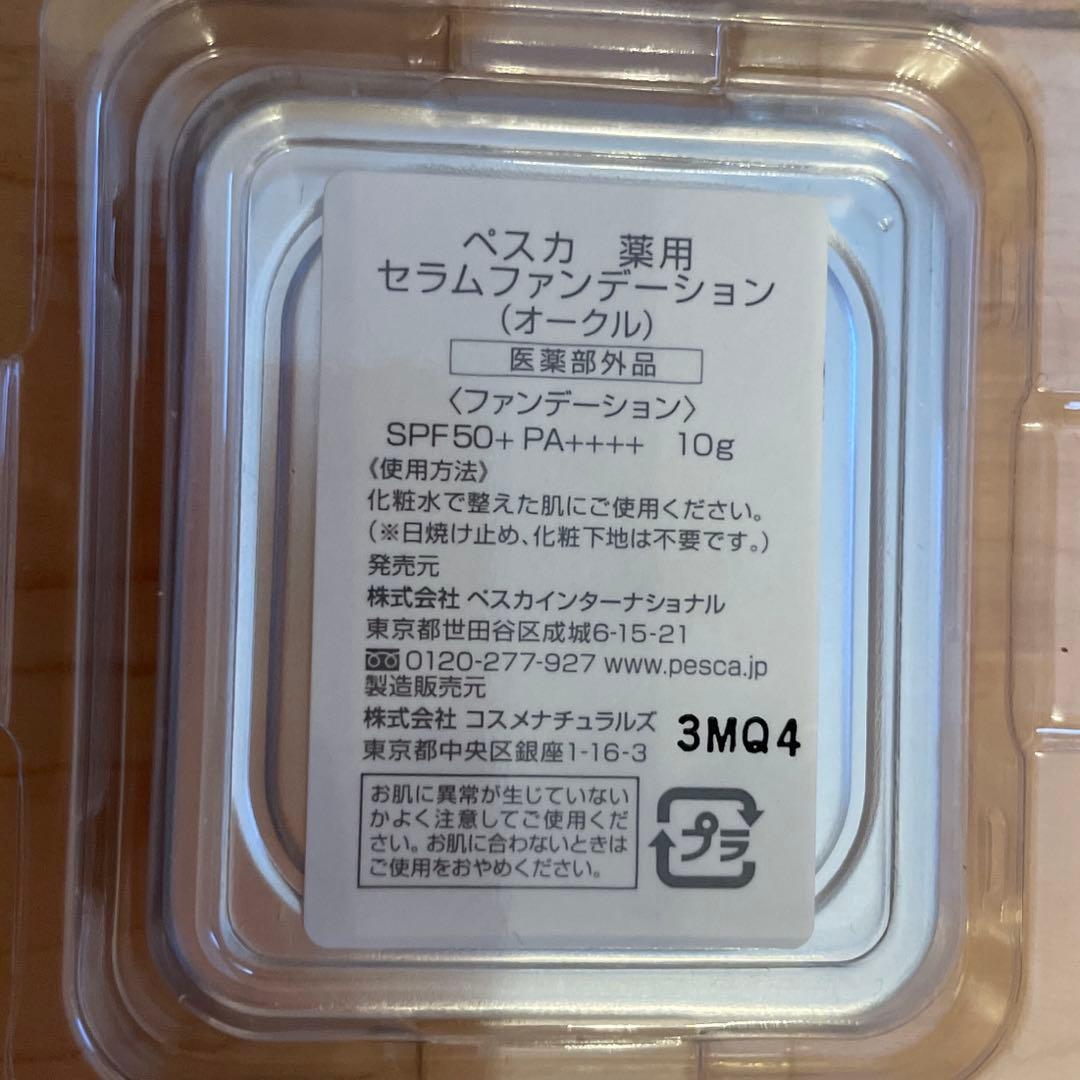 ペスカ 薬用
セラムファンデーション
(オークル)
医薬部外品
〈ファンデーション〉
SPF50+ PA++++ 10g
《使用方法》
化粧水で整えた肌にご使用ください。
(※日焼け止め、化粧下地は不要です。)
発売元
株式会社 ペスカインターナショナル
東京都世田谷区成城6-15-21
0120-277-927 www.pesca.jp
製造販売元
株式会社 コスメナチュラルズ
東京都中央区銀座1-16-3
3MQ4
お肌に異常が生じていない
かよく注意してご使用くだ
さい。お肌に合わないときは
ご使用をおやめください。
プラ